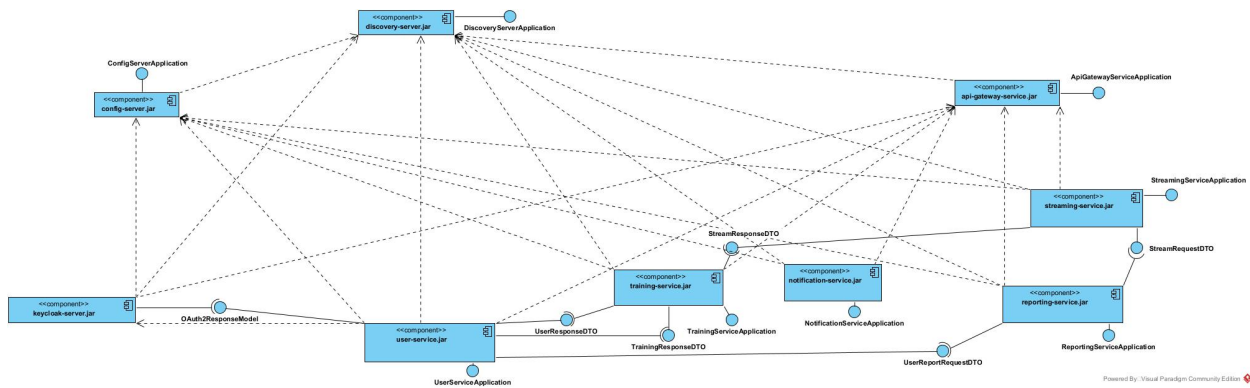 <<component>>
discovery-server.jar
DiscoveryServerApplication
ConfigServerApplication
<<component>>
config-server.jar
<<component>>
api-gateway-service.jar
ApiGatewayServiceApplication
StreamingServiceApplication
<<component>>
streaming-service.jar
StreamResponseDTO
StreamRequestDTO
<<component>>
training-service.jar
<<component>>
notification-service.jar
<<component>>
reporting-service.jar
<<component>>
keycloak-server.jar
OAuth2ResponseModel
<<component>>
user-service.jar
UserResponseDTO
TrainingServiceApplication
NotificationServiceApplication
TrainingResponseDTO
ReportingServiceApplication
UserReportRequestDTO
UserServiceApplication
Powered By: Visual Paradigm Community Edition